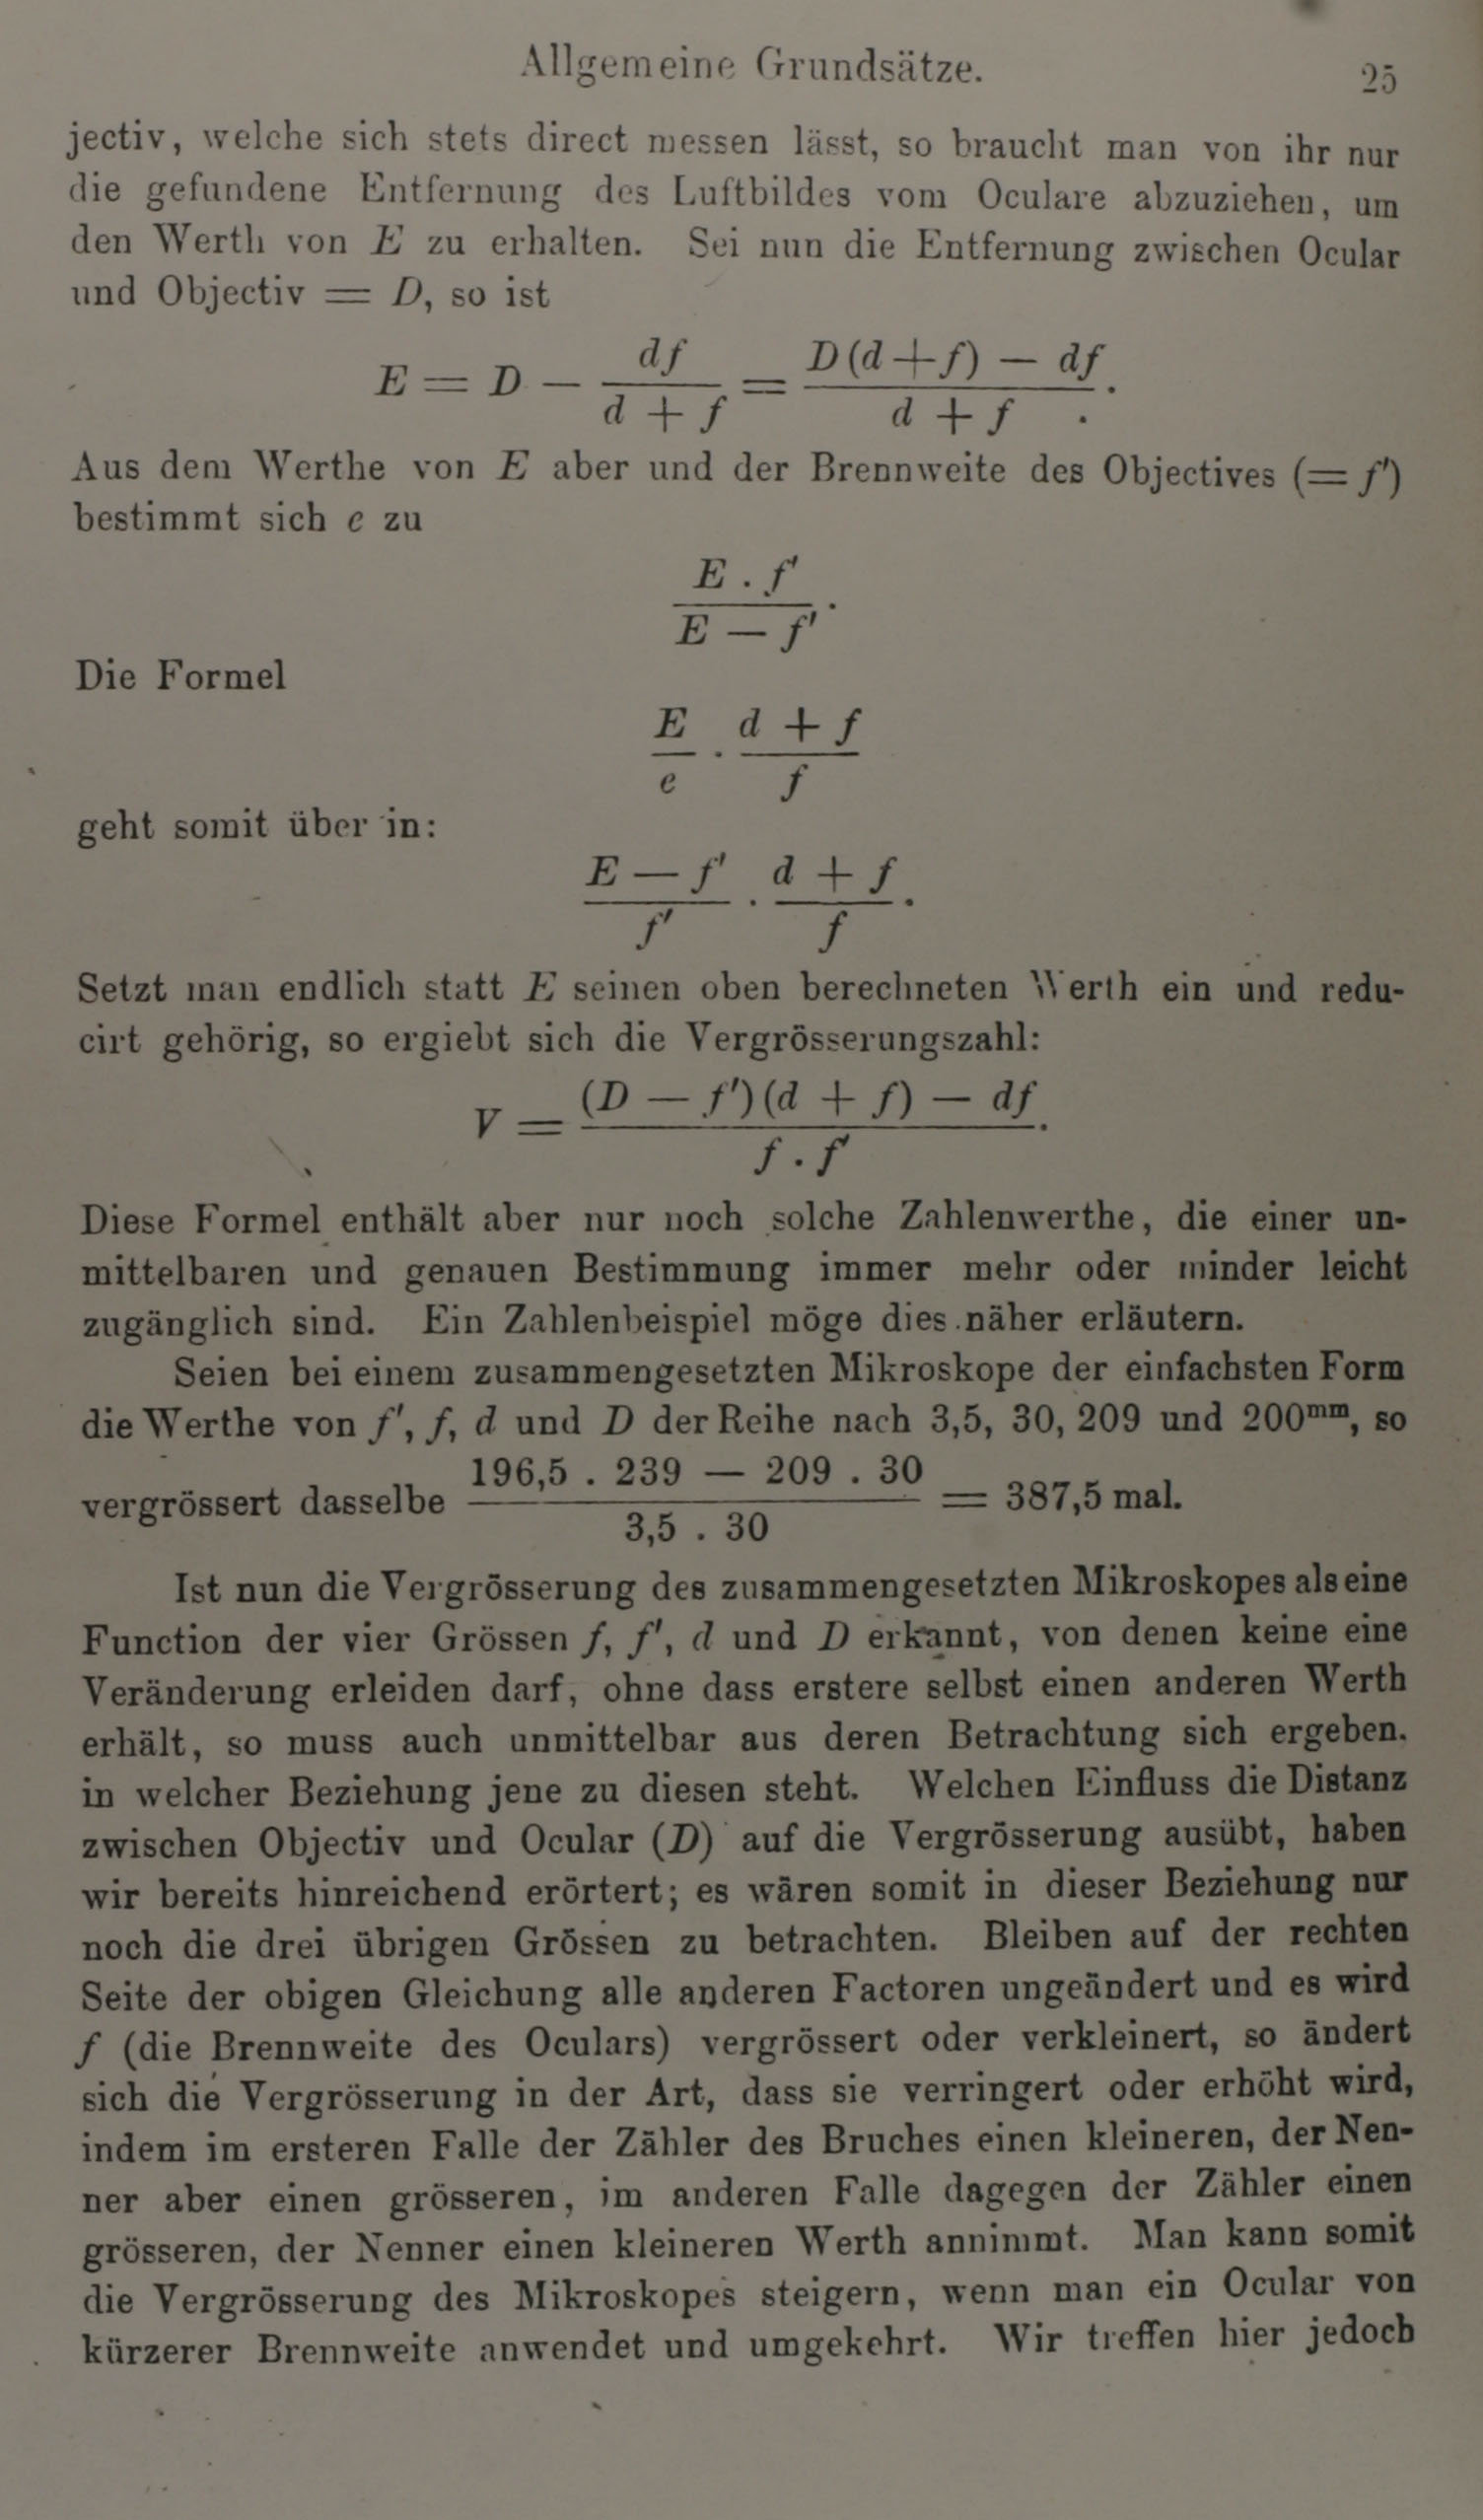 Allgemeine Grundsätze. 25
jectiv, welche sich stets direct messen lässt, so braucht man von ihr nur
die gefundene Entfernung des Luftbildes vom Oculare abzuziehen, um
den Werth von E zu erhalten. Sei nun die Entfernung zwischen Ocular
und Objectiv = D, so ist
E = D — df / (d + f) = (D(d+f) — df) / (d + f).
Aus dem Werthe von E aber und der Brennweite des Objectives (= f')
bestimmt sich e zu
E . f' / (E — f').
Die Formel
E / e . (d + f) / f
geht somit über in:
(E — f') / f' . (d + f) / f.
Setzt man endlich statt E seinen oben berechneten Werth ein und redu-
cirt gehörig, so ergiebt sich die Vergrösserungszahl:
V = ((D — f')(d + f) — df) / (f . f').
Diese Formel enthält aber nur noch solche Zahlenwerthe, die einer un-
mittelbaren und genauen Bestimmung immer mehr oder minder leicht
zugänglich sind. Ein Zahlenbeispiel möge dies näher erläutern.
Seien bei einem zusammengesetzten Mikroskope der einfachsten Form
die Werthe von f', f, d und D der Reihe nach 3,5, 30, 209 und 200mm, so
vergrössert dasselbe (196,5 . 239 — 209 . 30) / (3,5 . 30) = 387,5 mal.
Ist nun die Vergrösserung des zusammengesetzten Mikroskopes als eine
Function der vier Grössen f, f', d und D erkannt, von denen keine eine
Veränderung erleiden darf, ohne dass erstere selbst einen anderen Werth
erhält, so muss auch unmittelbar aus deren Betrachtung sich ergeben.
in welcher Beziehung jene zu diesen steht. Welchen Einfluss die Distanz
zwischen Objectiv und Ocular (D) auf die Vergrösserung ausübt, haben
wir bereits hinreichend erörtert; es wären somit in dieser Beziehung nur
noch die drei übrigen Grössen zu betrachten. Bleiben auf der rechten
Seite der obigen Gleichung alle anderen Factoren ungeändert und es wird
f (die Brennweite des Oculars) vergrössert oder verkleinert, so ändert
sich die Vergrösserung in der Art, dass sie verringert oder erhöht wird,
indem im ersteren Falle der Zähler des Bruches einen kleineren, der Nen-
ner aber einen grösseren, im anderen Falle dagegen der Zähler einen
grösseren, der Nenner einen kleineren Werth annimmt. Man kann somit
die Vergrösserung des Mikroskopes steigern, wenn man ein Ocular von
kürzerer Brennweite anwendet und umgekehrt. Wir treffen hier jedoch